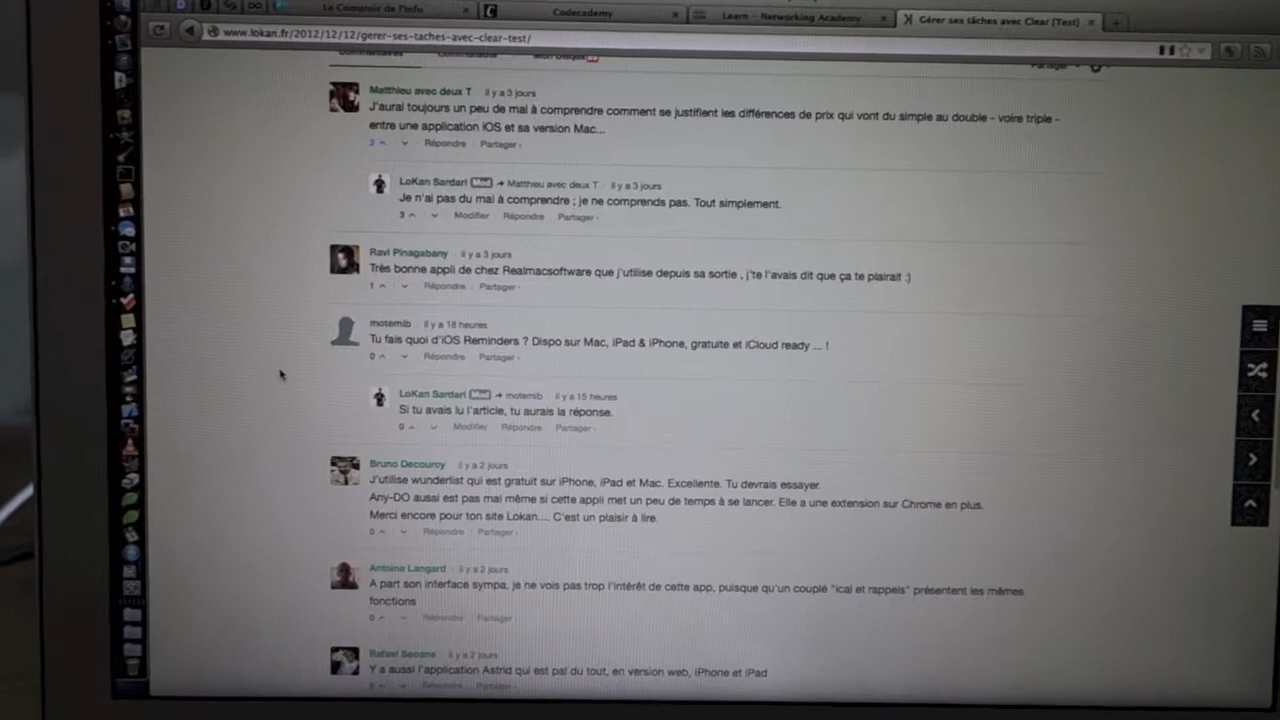 La Comptoir de l'Info
Codecademy
Learn - Networking Academy
Gérer ses tâches avec Clear [Test]
www.lokan.fr/2012/12/12/gerer-ses-taches-avec-clear-test/
Matthieu avec deux T · il y a 3 jours
J'aurai toujours un peu de mal à comprendre comment se justifient les différences de prix qui vont du simple au double - voire triple -
entre une application iOS et sa version Mac...
2 Répondre Partager ›
LoKan Sardari Mod → Matthieu avec deux T · il y a 3 jours
Je n'ai pas du mal à comprendre ; je ne comprends pas. Tout simplement.
3 Modifier Répondre Partager ›
Ravi Pinagabany · il y a 3 jours
Très bonne appli de chez Realmacsoftware que j'utilise depuis sa sortie , j'te l'avais dit que ça te plairait :)
1 Répondre Partager ›
motemib · il y a 18 heures
Tu fais quoi d'iOS Reminders ? Dispo sur Mac, iPad & iPhone, gratuite et iCloud ready ... !
0 Répondre Partager ›
LoKan Sardari Mod → motemib · il y a 15 heures
Si tu avais lu l'article, tu aurais la réponse.
0 Modifier Répondre Partager ›
Bruno Decourcy · il y a 2 jours
J'utilise wunderlist qui est gratuit sur iPhone, iPad et Mac. Excellente. Tu devrais essayer.
Any-DO aussi est pas mal même si cette appli met un peu de temps à se lancer. Elle a une extension sur Chrome en plus.
Merci encore pour ton site Lokan.... C'est un plaisir à lire.
0 Répondre Partager ›
Antoine Langard · il y a 2 jours
A part son interface sympa, je ne vois pas trop l'intérêt de cette app, puisque qu'un couplé "ical et rappels" présentent les mêmes
fonctions
0 Répondre Partager ›
il y a 2 jours
Y a aussi l'application Astrid qui est pal du tout, en version web, iPhone et iPad
Répondre Partager